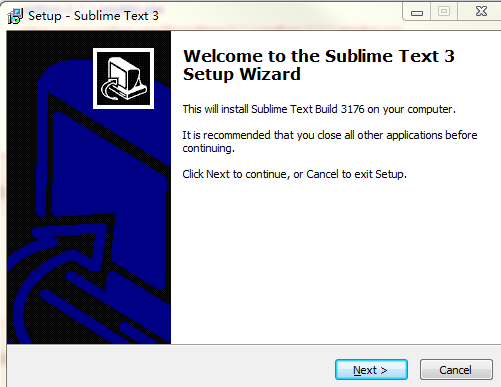 Setup - Sublime Text 3
Welcome to the Sublime Text 3
Setup Wizard
This will install Sublime Text Build 3176 on your computer.
It is recommended that you close all other applications before
continuing.
Click Next to continue, or Cancel to exit Setup.
Next >
Cancel